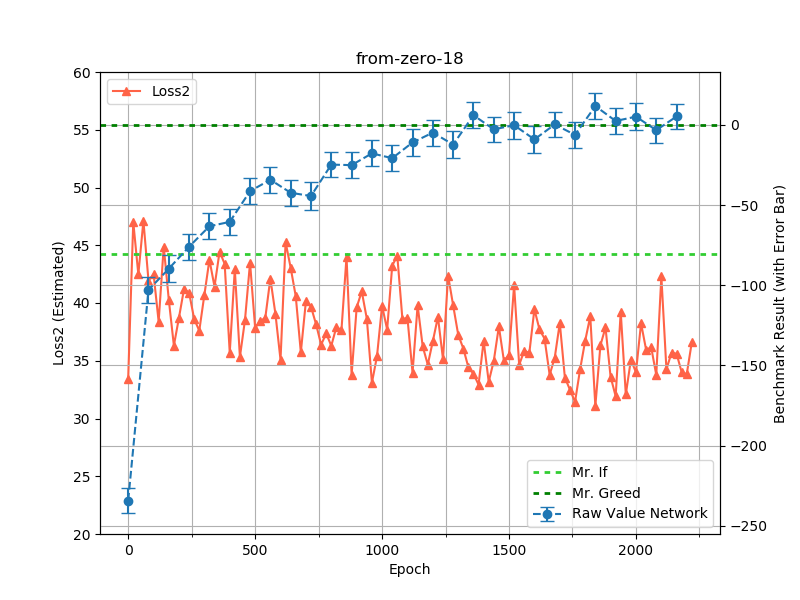 from-zero-18
Loss2
60
55
50
45
40
35
30
25
20
Loss2 (Estimated)
0
−50
−100
−150
−200
−250
Benchmark Result (with Error Bar)
Mr. If
Mr. Greed
Raw Value Network
0
500
1000
1500
2000
Epoch